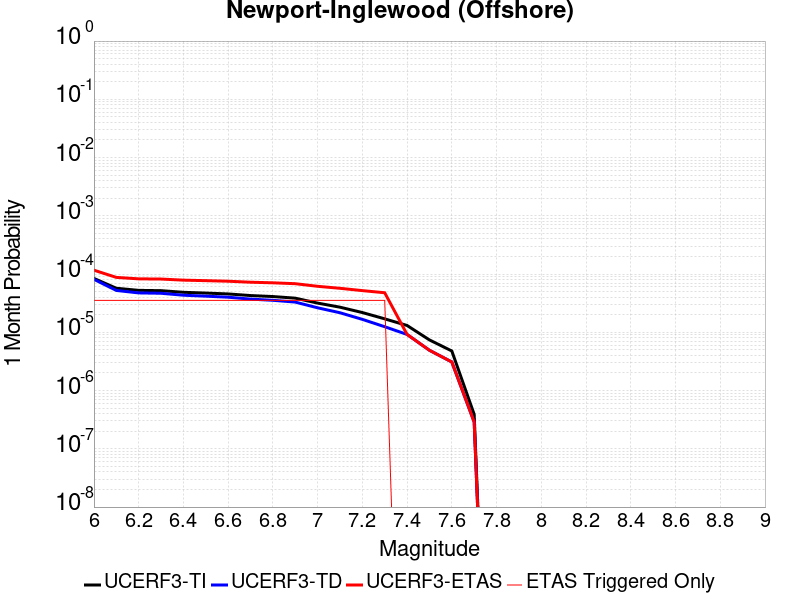 Newport-Inglewood (Offshore)
10^0
10^-1
10^-2
10^-3
10^-4
10^-5
10^-6
10^-7
10^-8
1 Month Probability
6 6.2 6.4 6.6 6.8 7 7.2 7.4 7.6 7.8 8 8.2 8.4 8.6 8.8 9
Magnitude
UCERF3-TI UCERF3-TD UCERF3-ETAS ETAS Triggered Only